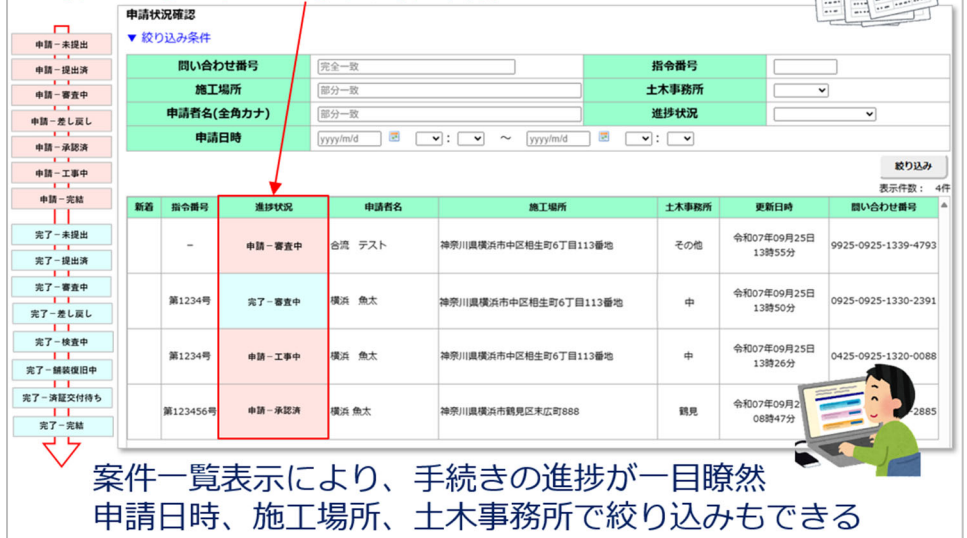 申請状況確認
▼ 絞り込み条件
問い合わせ番号 完全一致 指令番号
施工場所 部分一致 土木事務所
申請者名(全角カナ) 部分一致 進捗状況
申請日時 yyyy/m/d : ～ yyyy/m/d :
絞り込み
表示件数： 4件
新着 指令番号 進捗状況 申請者名 施工場所 土木事務所 更新日時 問い合わせ番号
－ 申請－審査中 合流 テスト 神奈川県横浜市中区相生町6丁目113番地 その他 令和07年09月25日 13時55分 9925-0925-1339-4793
第1234号 完了－審査中 横浜 魚太 神奈川県横浜市中区相生町6丁目113番地 中 令和07年09月25日 13時50分 0925-0925-1330-2391
第1234号 申請－工事中 横浜 魚太 神奈川県横浜市中区相生町6丁目113番地 中 令和07年09月25日 13時26分 0425-0925-1320-0088
第123456号 申請－承認済 横浜 魚太 神奈川県横浜市鶴見区末広町888 鶴見 令和07年09月2 08時47分 -2885
申請－未提出
申請－提出済
申請－審査中
申請－差し戻し
申請－承認済
申請－工事中
申請－完結
完了－未提出
完了－提出済
完了－審査中
完了－差し戻し
完了－検査中
完了－舗装復旧中
完了－済証交付待ち
完了－完結
案件一覧表示により、手続きの進捗が一目瞭然
申請日時、施工場所、土木事務所で絞り込みもできる